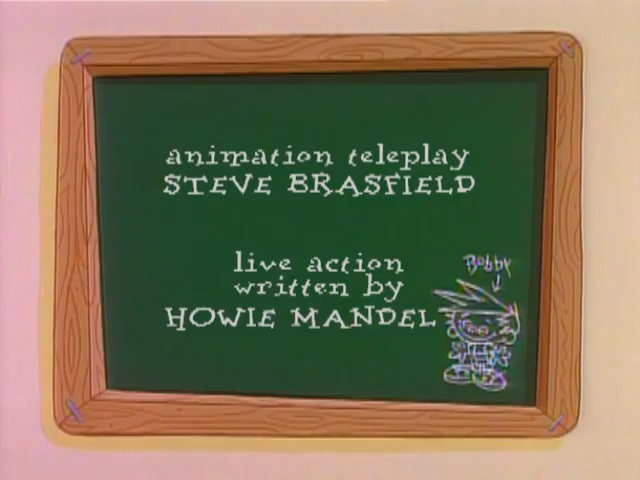 animation teleplay
STEVE BRASFIELD
live action
written by
HOWIE MANDEL
Bobby